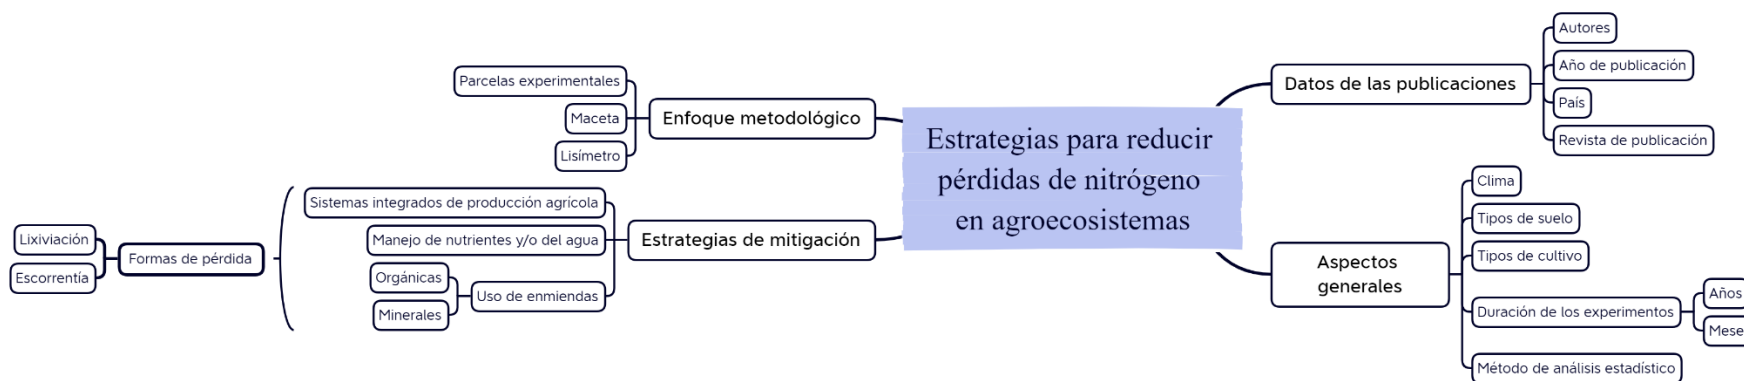 Estrategias para reducir
pérdidas de nitrógeno
en agroecosistemas
Enfoque metodológico
Parcelas experimentales
Maceta
Lisímetro
Estrategias de mitigación
Sistemas integrados de producción agrícola
Manejo de nutrientes y/o del agua
Uso de enmiendas
Orgánicas
Minerales
Formas de pérdida
Lixiviación
Escorrentía
Datos de las publicaciones
Autores
Año de publicación
País
Revista de publicación
Aspectos
generales
Clima
Tipos de suelo
Tipos de cultivo
Duración de los experimentos
Años
Mese
Método de análisis estadístico